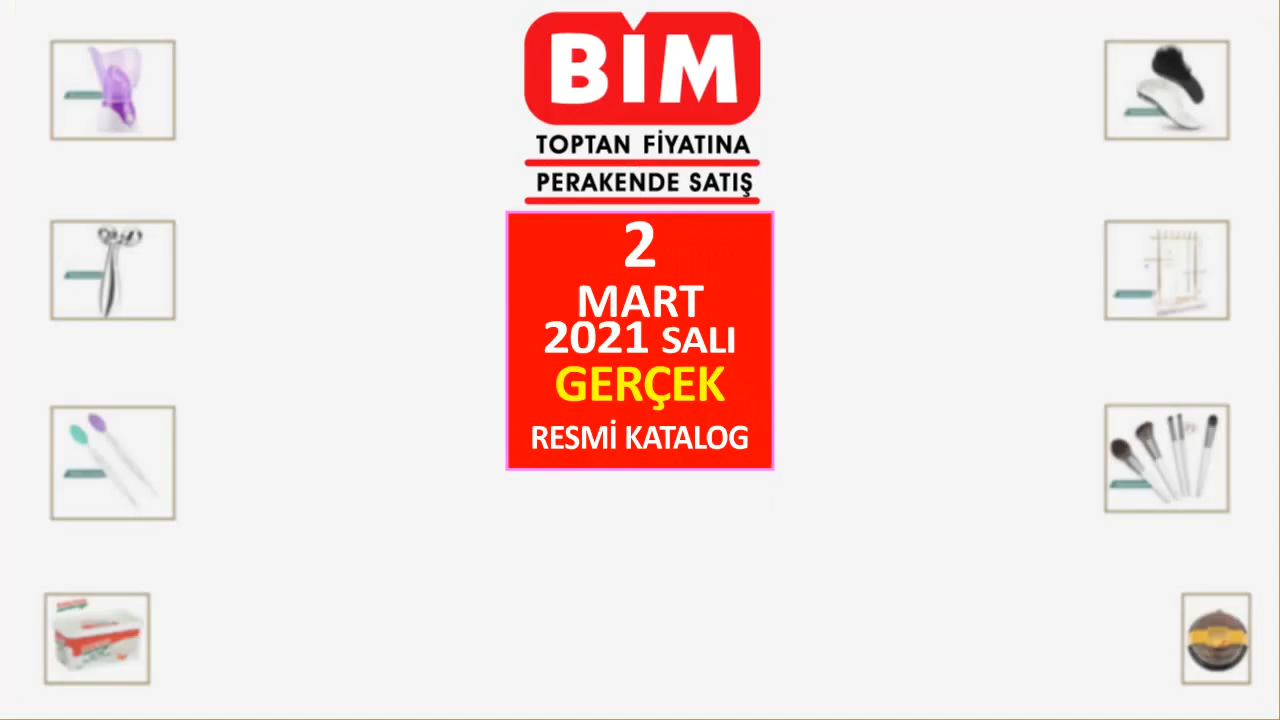 BİM
TOPTAN FİYATINA
PERAKENDE SATIŞ
2
MART
2021 SALI
GERÇEK
RESMİ KATALOG